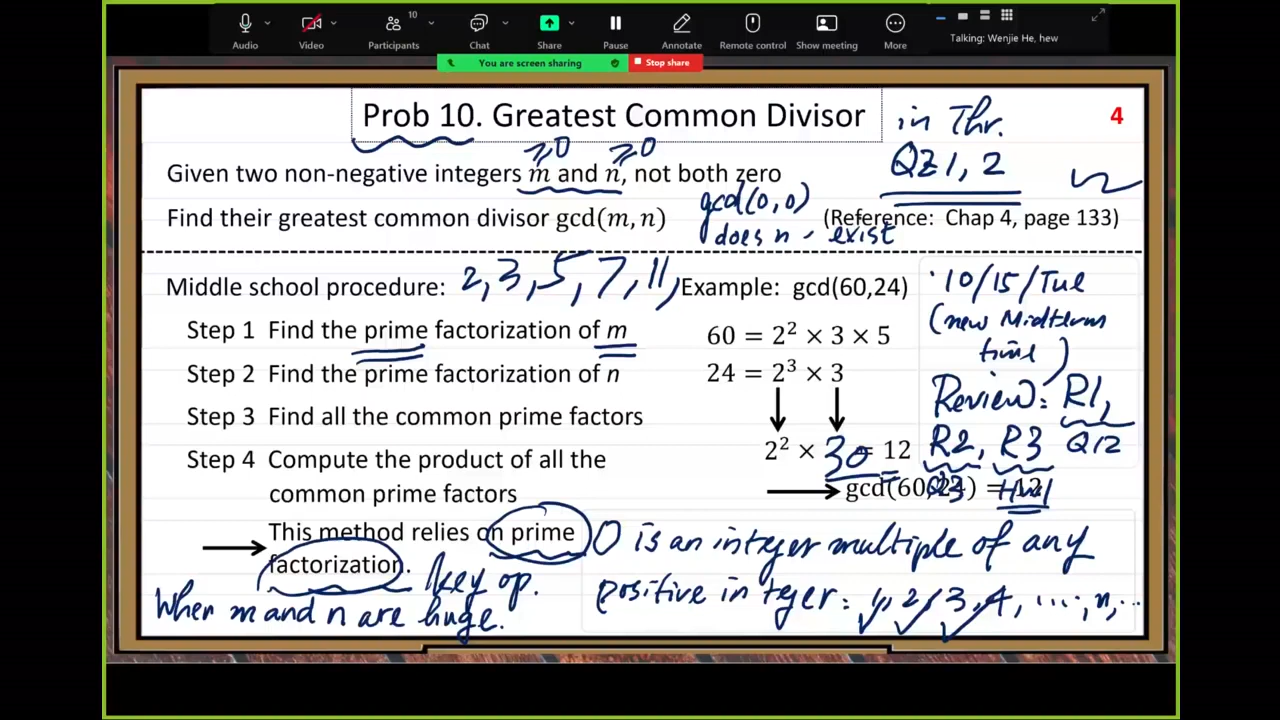 10
Audio Video Participants Chat Share Pause Annotate Remote control Show meeting More
Talking: Wenjie He, hew
You are screen sharing Stop share
Prob 10. Greatest Common Divisor
in Thr.
4
QZ1, 2
≥0 ≥0
Given two non-negative integers m and n, not both zero
gcd(0,0)
Find their greatest common divisor gcd(m, n)
(Reference: Chap 4, page 133)
does n. exist
Middle school procedure: 2, 3, 5, 7, 11,
Example: gcd(60,24)
10/15/Tue
Step 1 Find the prime factorization of m
60 = 2² × 3 × 5
(new Midterm
time)
Step 2 Find the prime factorization of n
24 = 2³ × 3
Review: R1,
Step 3 Find all the common prime factors
R2, R3 Q12
Step 4 Compute the product of all the
2² × 30 = 12
common prime factors
gcd(60,24) = 12
HW1
This method relies on prime
factorization. key op.
When m and n are huge.
0 is an integer multiple of any
positive integer: 1, 2, 3, 4, ..., n, ...